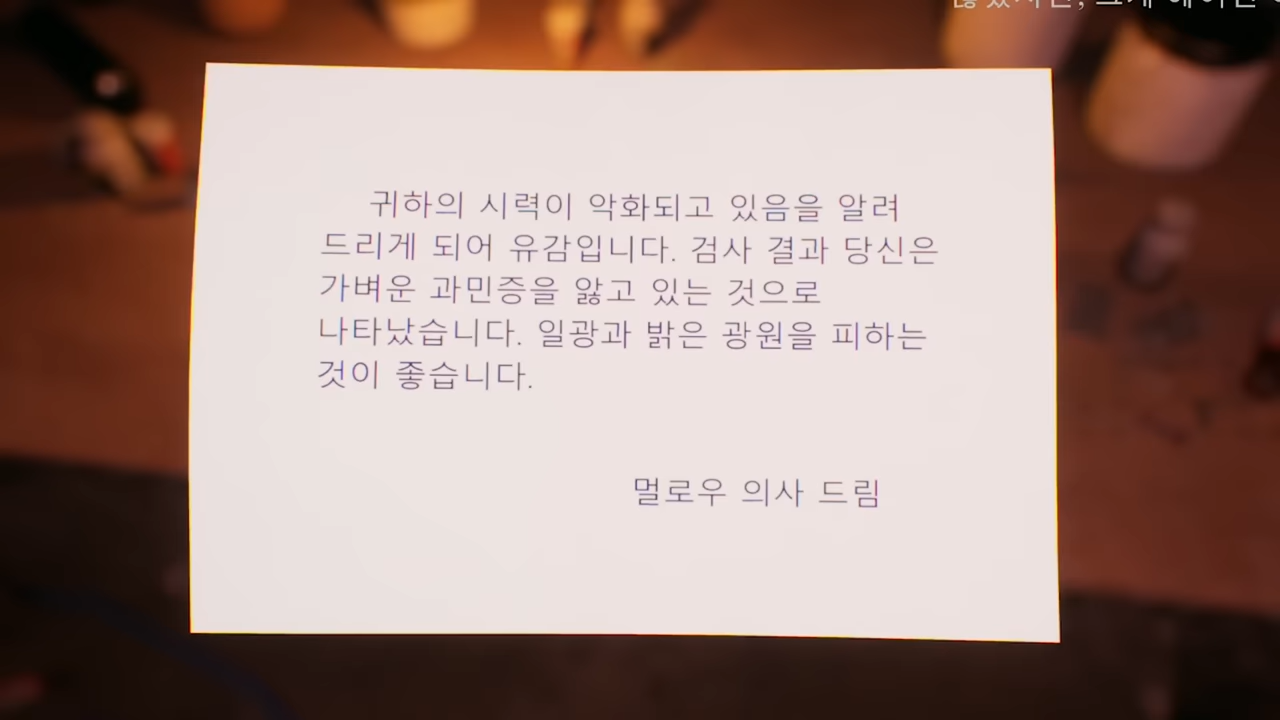 귀하의 시력이 악화되고 있음을 알려
드리게 되어 유감입니다. 검사 결과 당신은
가벼운 과민증을 앓고 있는 것으로
나타났습니다. 일광과 밝은 광원을 피하는
것이 좋습니다.
멀로우 의사 드림